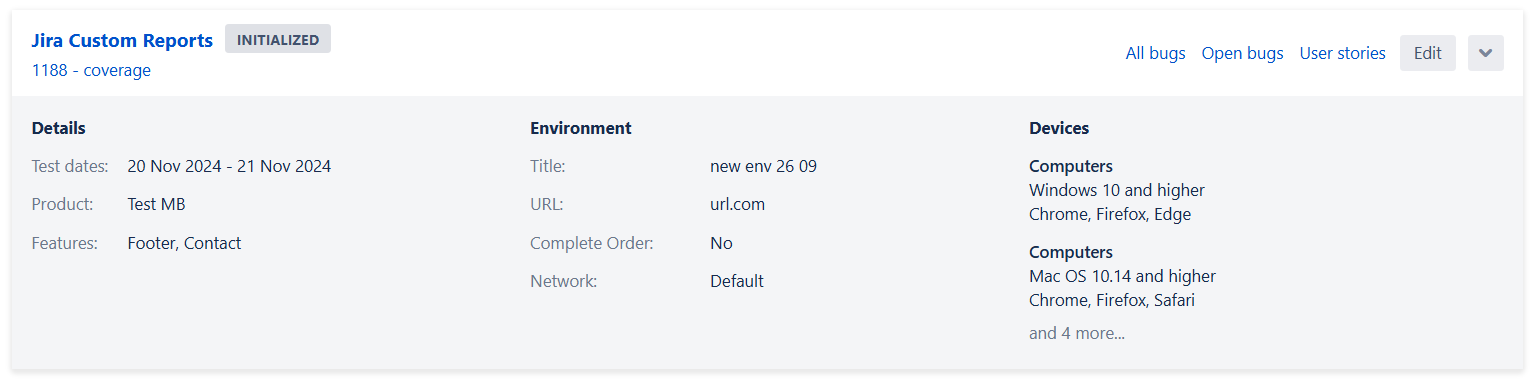 Jira Custom Reports INITIALIZED
1188 - coverage
All bugs Open bugs User stories Edit
Details
Test dates: 20 Nov 2024 - 21 Nov 2024
Product: Test MB
Features: Footer, Contact
Environment
Title: new env 26 09
URL: url.com
Complete Order: No
Network: Default
Devices
Computers
Windows 10 and higher
Chrome, Firefox, Edge
Computers
Mac OS 10.14 and higher
Chrome, Firefox, Safari
and 4 more...